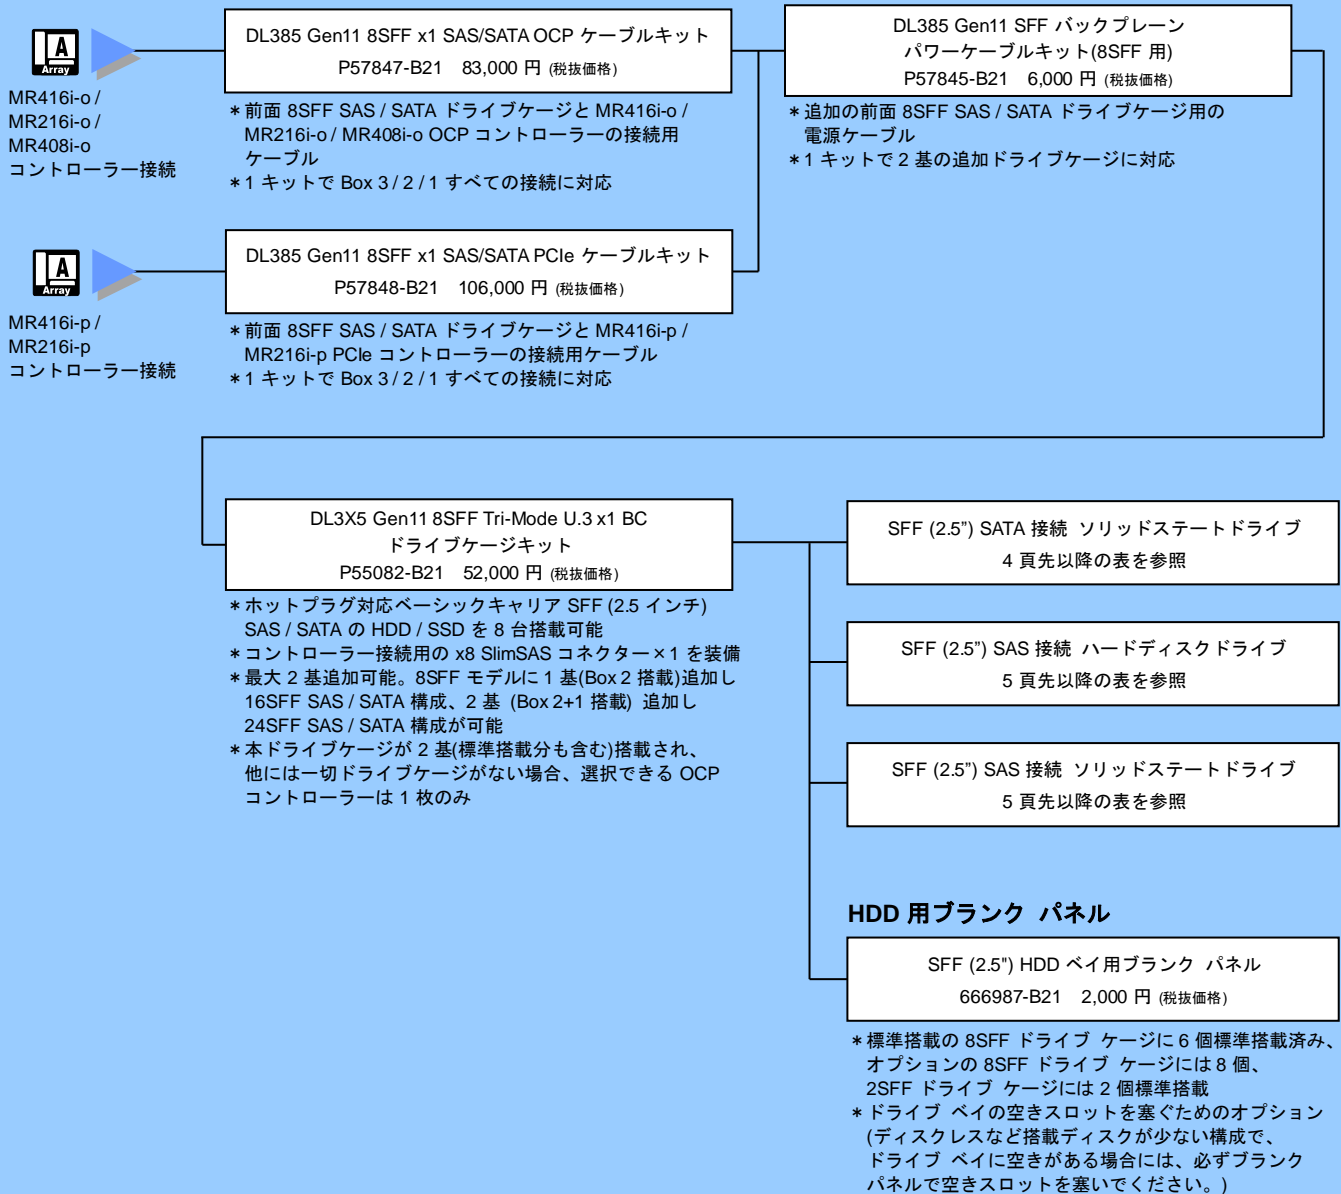 A
Array
MR416i-o /
MR216i-o /
MR408i-o
コントローラー接続
DL385 Gen11 8SFF x1 SAS/SATA OCP ケーブルキット
P57847-B21 83,000 円 (税抜価格)
*前面 8SFF SAS / SATA ドライブケージと MR416i-o /
MR216i-o / MR408i-o OCP コントローラーの接続用
ケーブル
*1 キットで Box 3 / 2 / 1 すべての接続に対応
DL385 Gen11 SFF バックプレーン
パワーケーブルキット(8SFF 用)
P57845-B21 6,000 円 (税抜価格)
*追加の前面 8SFF SAS / SATA ドライブケージ用の
電源ケーブル
*1 キットで 2 基の追加ドライブケージに対応
A
Array
MR416i-p /
MR216i-p
コントローラー接続
DL385 Gen11 8SFF x1 SAS/SATA PCIe ケーブルキット
P57848-B21 106,000 円 (税抜価格)
*前面 8SFF SAS / SATA ドライブケージと MR416i-p /
MR216i-p PCIe コントローラーの接続用ケーブル
*1 キットで Box 3 / 2 / 1 すべての接続に対応
DL3X5 Gen11 8SFF Tri-Mode U.3 x1 BC
ドライブケージキット
P55082-B21 52,000 円 (税抜価格)
*ホットプラグ対応ベーシックキャリア SFF (2.5 インチ)
SAS / SATA の HDD / SSD を 8 台搭載可能
*コントローラー接続用の x8 SlimSAS コネクター×1 を装備
*最大 2 基追加可能。8SFF モデルに 1 基(Box 2 搭載)追加し
16SFF SAS / SATA 構成、2 基 (Box 2+1 搭載) 追加し
24SFF SAS / SATA 構成が可能
*本ドライブケージが 2 基(標準搭載分も含む)搭載され、
他には一切ドライブケージがない場合、選択できる OCP
コントローラーは 1 枚のみ
SFF (2.5”) SATA 接続 ソリッドステートドライブ
4 頁先以降の表を参照
SFF (2.5”) SAS 接続 ハードディスクドライブ
5 頁先以降の表を参照
SFF (2.5”) SAS 接続 ソリッドステートドライブ
5 頁先以降の表を参照
HDD 用ブランク パネル
SFF (2.5") HDD ベイ用ブランク パネル
666987-B21 2,000 円 (税抜価格)
*標準搭載の 8SFF ドライブ ケージに 6 個標準搭載済み、
オプションの 8SFF ドライブ ケージには 8 個、
2SFF ドライブ ケージには 2 個標準搭載
*ドライブ ベイの空きスロットを塞ぐためのオプション
(ディスクレスなど搭載ディスクが少ない構成で、
ドライブ ベイに空きがある場合には、必ずブランク
パネルで空きスロットを塞いでください。)